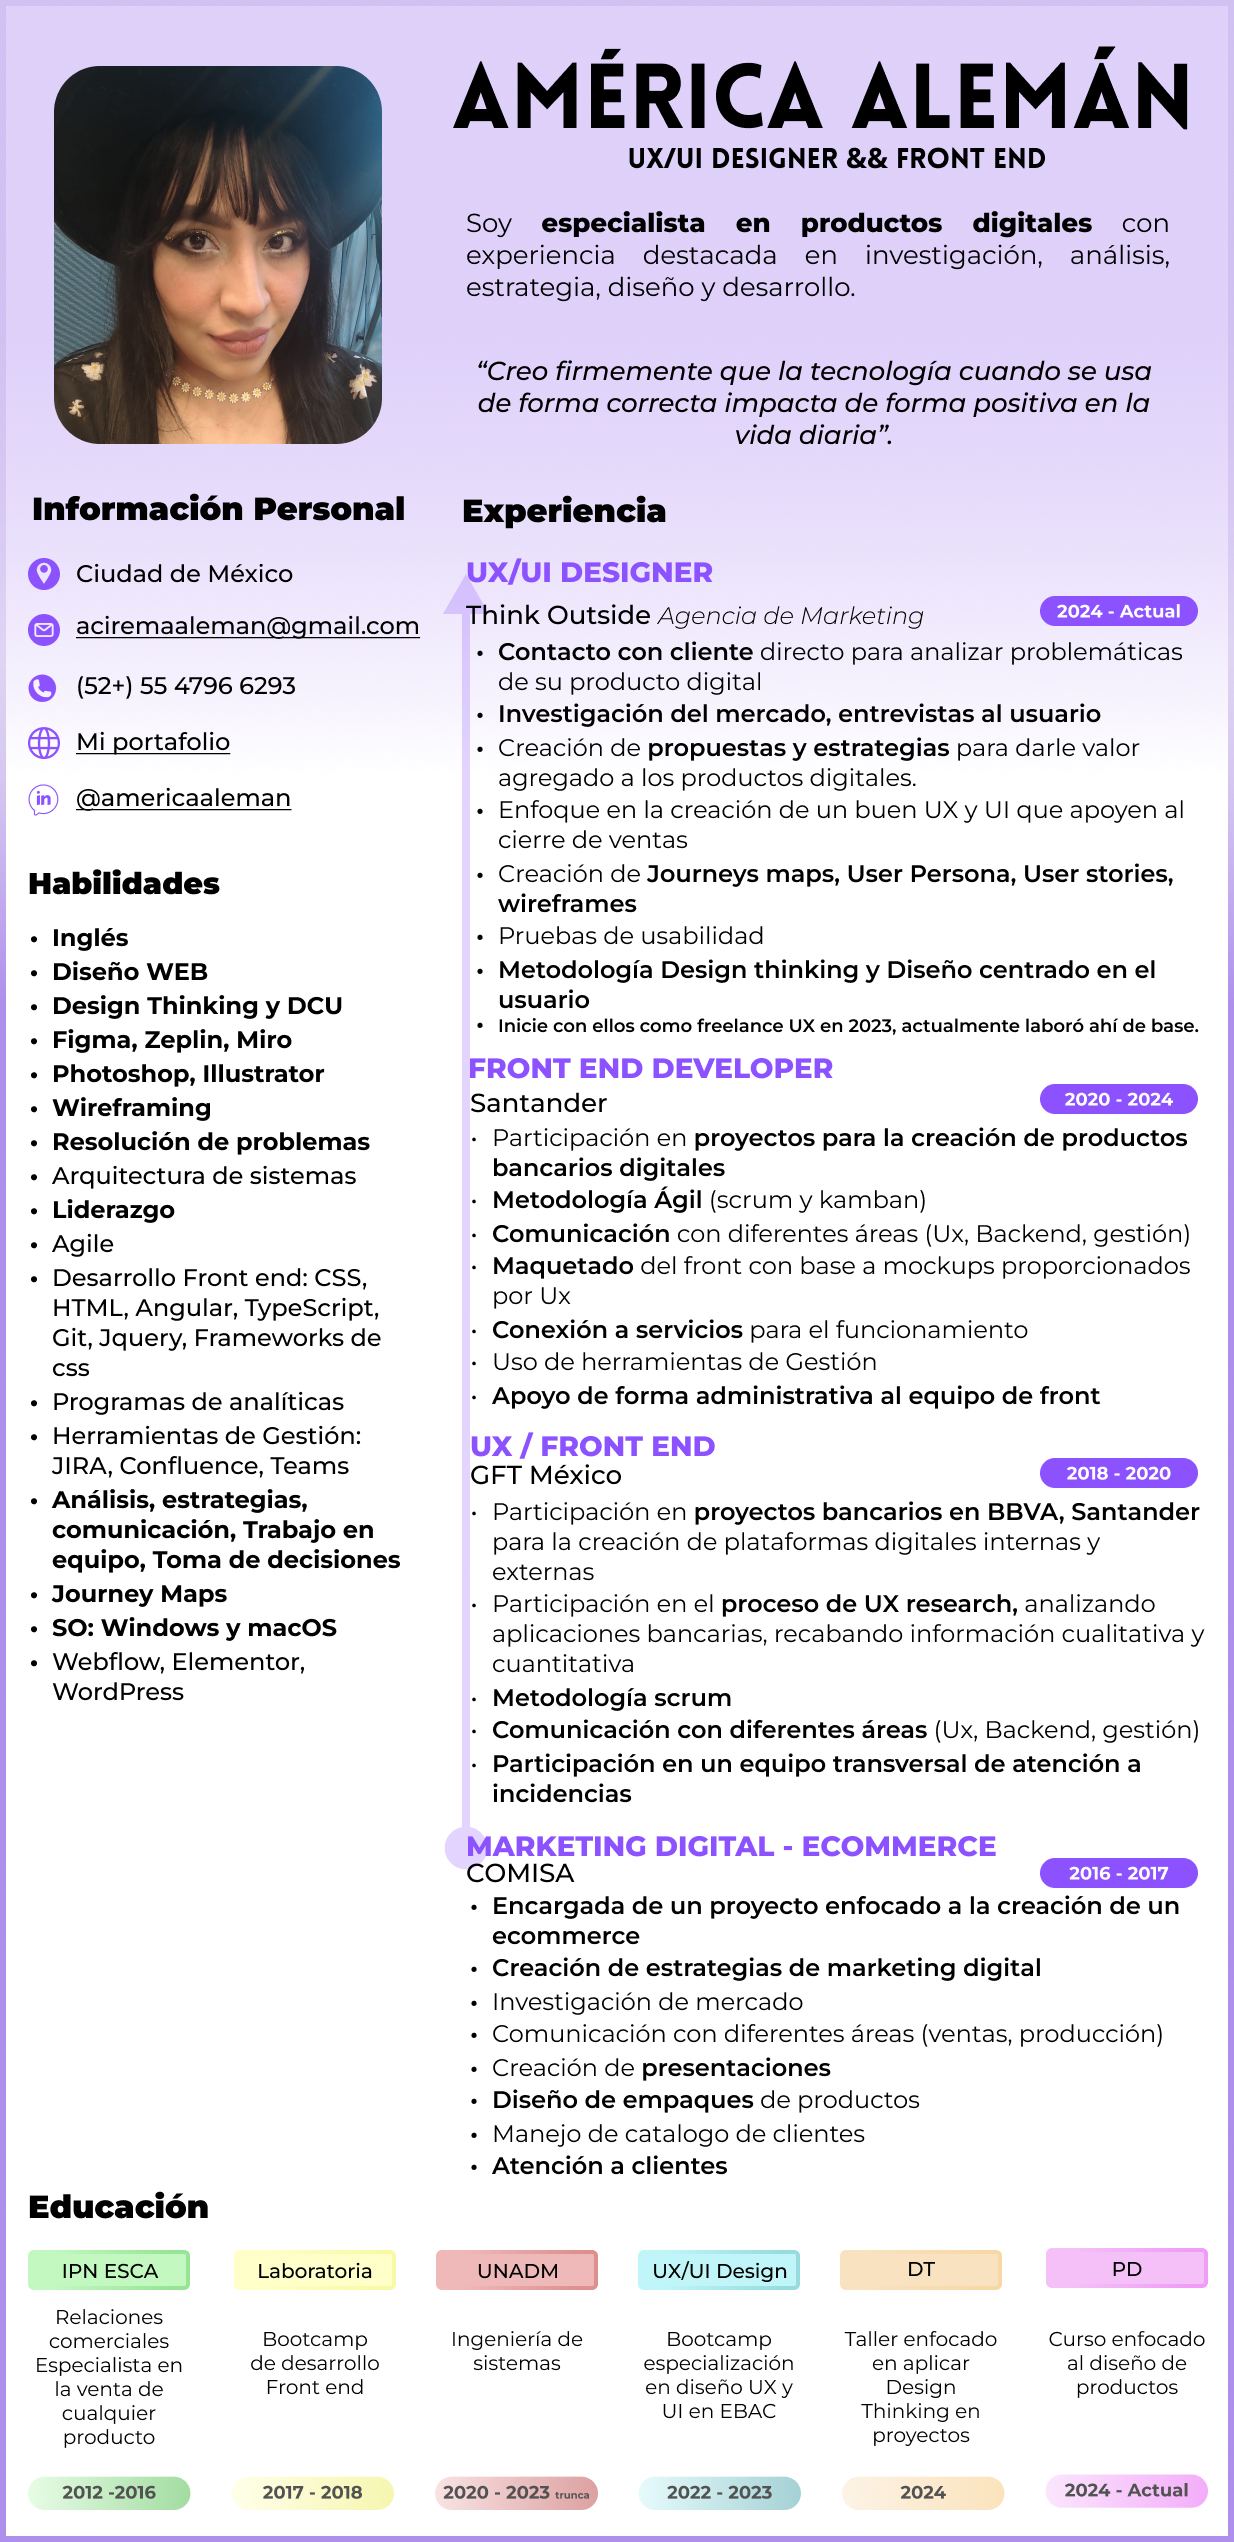 AMÉRICA ALEMÁN
UX/UI DESIGNER && FRONT END
Soy especialista en productos digitales con
experiencia destacada en investigación, análisis,
estrategia, diseño y desarrollo.
“Creo firmemente que la tecnología cuando se usa
de forma correcta impacta de forma positiva en la
vida diaria”.
Información Personal
Ciudad de México
aciremaaleman@gmail.com
(52+) 55 4796 6293
Mi portafolio
in @americaaleman
Habilidades
• Inglés
• Diseño WEB
• Design Thinking y DCU
• Figma, Zeplin, Miro
• Photoshop, Illustrator
• Wireframing
• Resolución de problemas
• Arquitectura de sistemas
• Liderazgo
• Agile
• Desarrollo Front end: CSS,
HTML, Angular, TypeScript,
Git, Jquery, Frameworks de
css
• Programas de analíticas
• Herramientas de Gestión:
JIRA, Confluence, Teams
• Análisis, estrategias,
comunicación, Trabajo en
equipo, Toma de decisiones
• Journey Maps
• SO: Windows y macOS
• Webflow, Elementor,
WordPress
Experiencia
UX/UI DESIGNER
Think Outside Agencia de Marketing 2024 - Actual
• Contacto con cliente directo para analizar problemáticas
de su producto digital
• Investigación del mercado, entrevistas al usuario
• Creación de propuestas y estrategias para darle valor
agregado a los productos digitales.
• Enfoque en la creación de un buen UX y UI que apoyen al
cierre de ventas
• Creación de Journeys maps, User Persona, User stories,
wireframes
• Pruebas de usabilidad
• Metodología Design thinking y Diseño centrado en el
usuario
• Inicie con ellos como freelance UX en 2023, actualmente laboró ahí de base.
FRONT END DEVELOPER
Santander 2020 - 2024
• Participación en proyectos para la creación de productos
bancarios digitales
• Metodología Ágil (scrum y kamban)
• Comunicación con diferentes áreas (Ux, Backend, gestión)
• Maquetado del front con base a mockups proporcionados
por Ux
• Conexión a servicios para el funcionamiento
• Uso de herramientas de Gestión
• Apoyo de forma administrativa al equipo de front
UX / FRONT END
GFT México 2018 - 2020
• Participación en proyectos bancarios en BBVA, Santander
para la creación de plataformas digitales internas y
externas
• Participación en el proceso de UX research, analizando
aplicaciones bancarias, recabando información cualitativa y
cuantitativa
• Metodología scrum
• Comunicación con diferentes áreas (Ux, Backend, gestión)
• Participación en un equipo transversal de atención a
incidencias
MARKETING DIGITAL - ECOMMERCE
COMISA 2016 - 2017
• Encargada de un proyecto enfocado a la creación de un
ecommerce
• Creación de estrategias de marketing digital
• Investigación de mercado
• Comunicación con diferentes áreas (ventas, producción)
• Creación de presentaciones
• Diseño de empaques de productos
• Manejo de catalogo de clientes
• Atención a clientes
Educación
IPN ESCA
Relaciones
comerciales
Especialista en
la venta de
cualquier
producto
2012 -2016
Laboratoria
Bootcamp
de desarrollo
Front end
2017 - 2018
UNADM
Ingeniería de
sistemas
2020 - 2023 trunca
UX/UI Design
Bootcamp
especialización
en diseño UX y
UI en EBAC
2022 - 2023
DT
Taller enfocado
en aplicar
Design
Thinking en
proyectos
2024
PD
Curso enfocado
al diseño de
productos
2024 - Actual